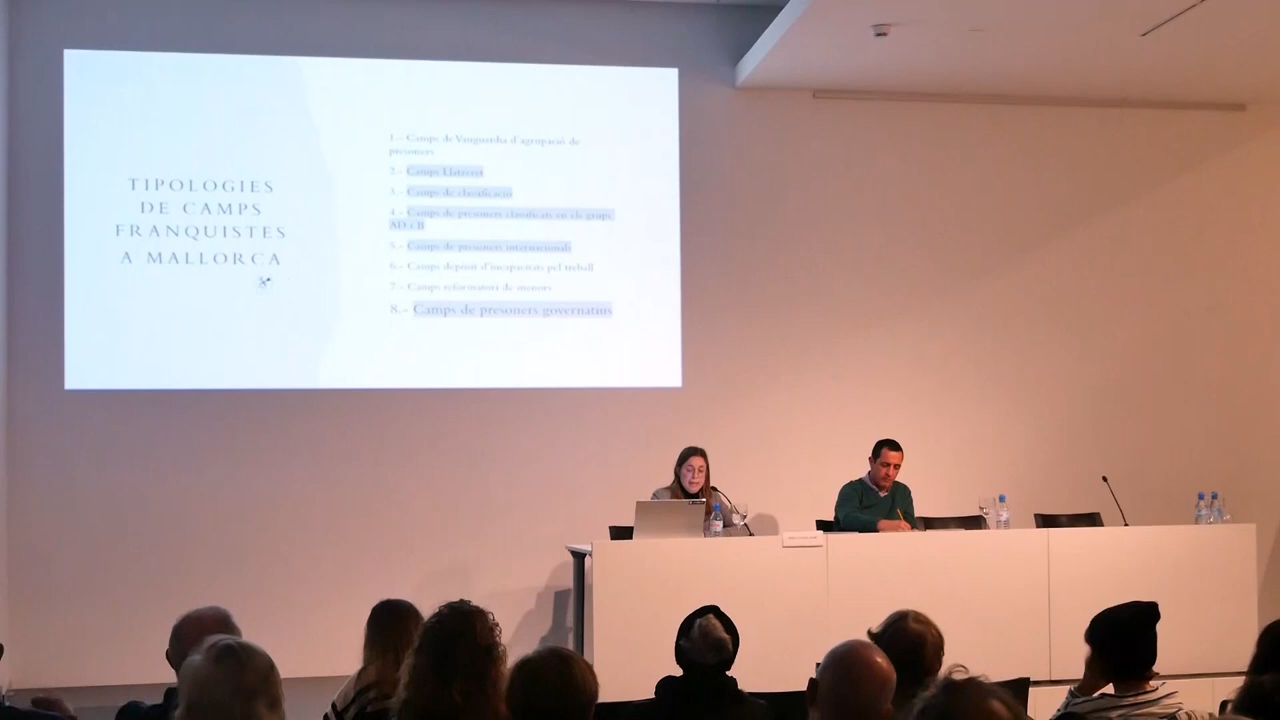 TIPOLOGIES
DE CAMPS
FRANQUISTES
A MALLORCA
1.- Camps de Vanguardia d'agrupació de
presoners
2.- Camps Llatzeret
3.- Camps de classificació
4.- Camps de presoners classificats en els grups
AD i B
5.- Camps de presoners internacionals
6.- Camps depòsit d'incapacitats pel treball
7.- Camps reformatori de menors
8.- Camps de presoners governatius